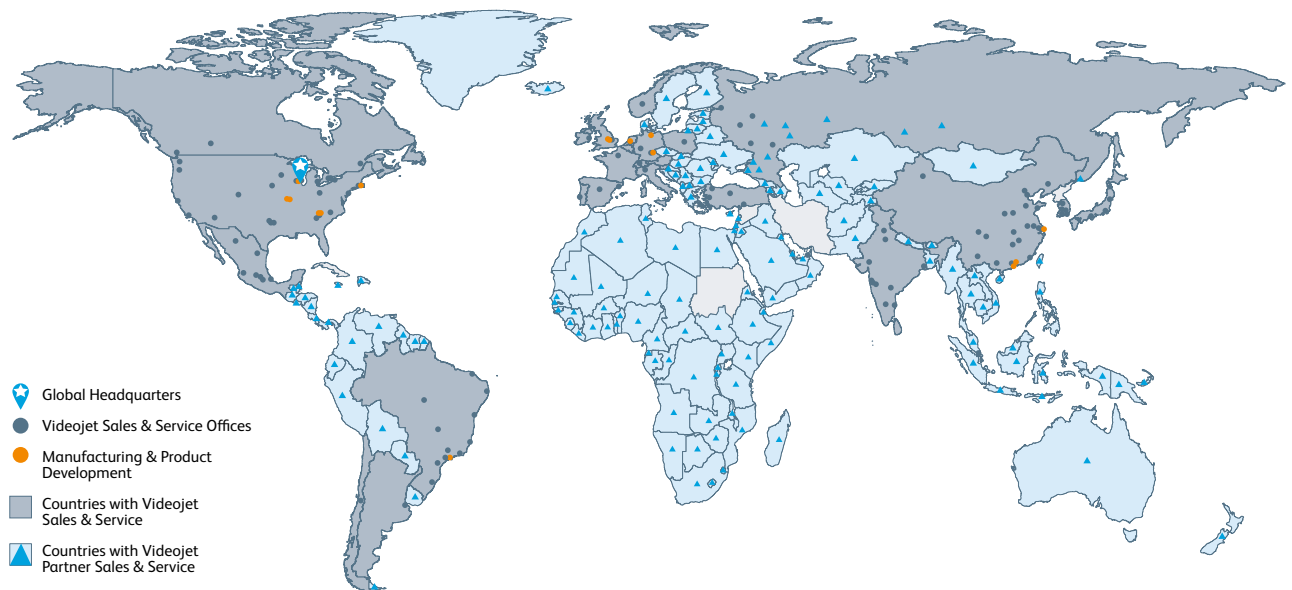 Global Headquarters
Videojet Sales & Service Offices
Manufacturing & Product
Development
Countries with Videojet
Sales & Service
Countries with Videojet
Partner Sales & Service